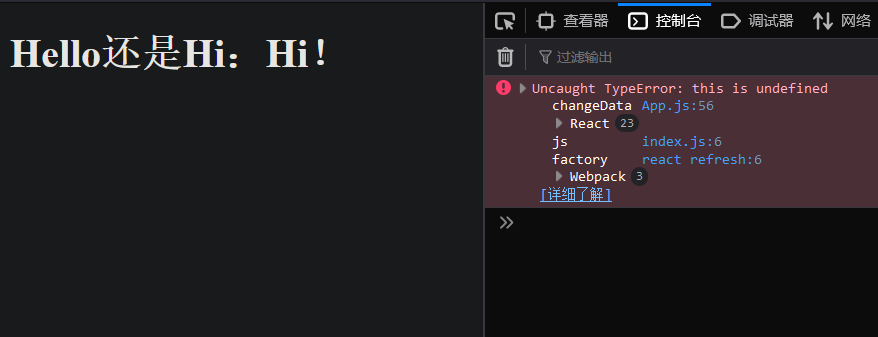 Hello还是Hi：Hi！
查看器 控制台 调试器 网络
过滤输出
Uncaught TypeError: this is undefined
changeData App.js:56
React 23
js index.js:6
factory react refresh:6
Webpack 3
[详细了解]